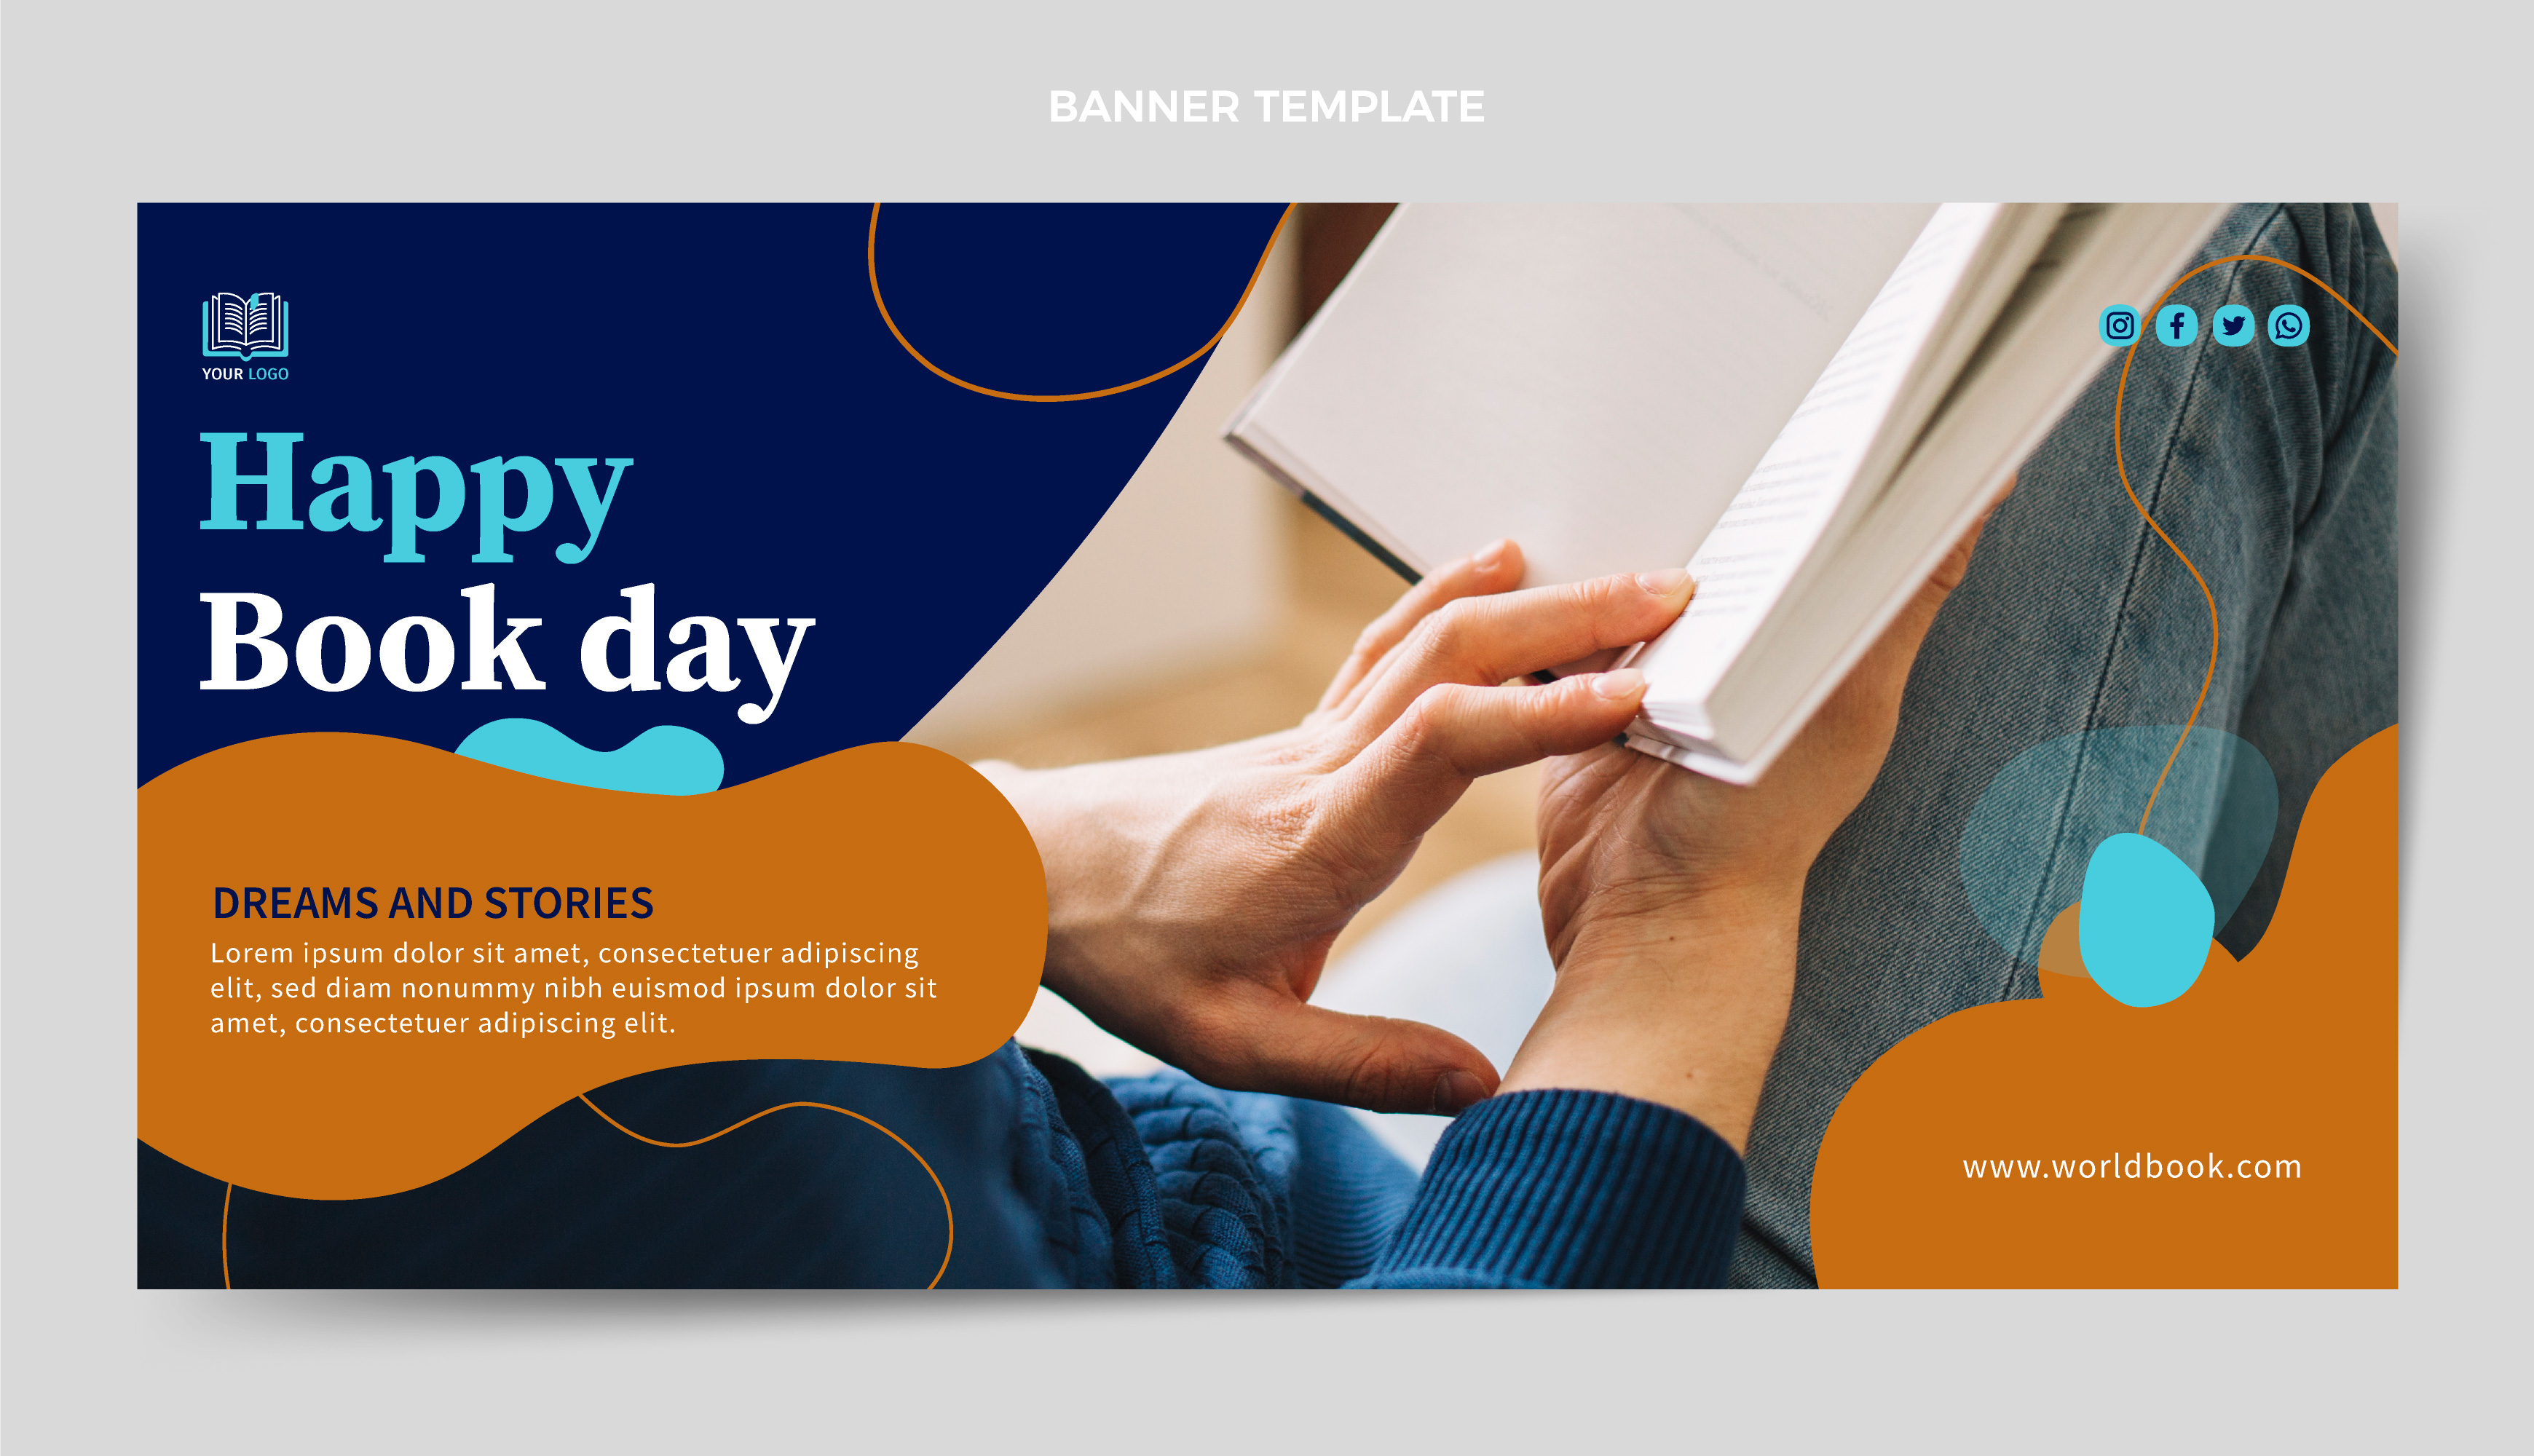 BANNER TEMPLATE
YOUR LOGO
Happy
Book day
DREAMS AND STORIES
Lorem ipsum dolor sit amet, consectetuer adipiscing
elit, sed diam nonummy nibh euismod ipsum dolor sit
amet, consectetuer adipiscing elit.
www.worldbook.com